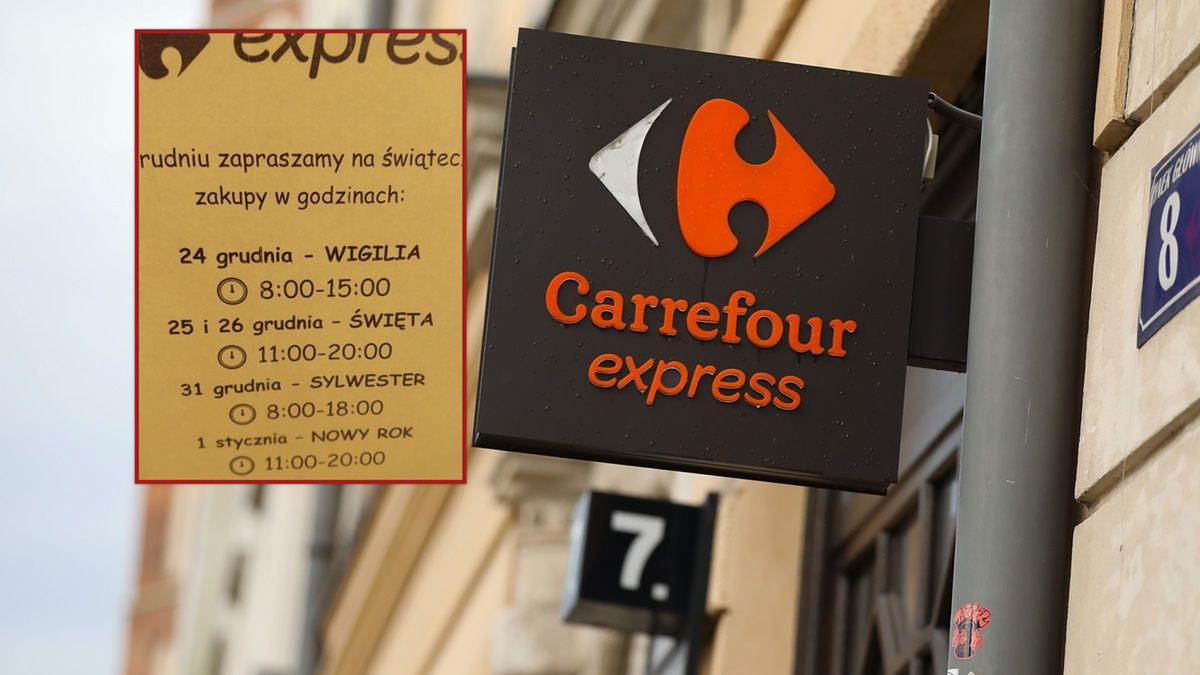 express
rudniu zapraszamy na świątec
zakupy w godzinach:
24 grudnia - WIGILIA
8:00-15:00
25 i 26 grudnia - ŚWIĘTA
11:00-20:00
31 grudnia - SYLWESTER
8:00-18:00
1 stycznia - NOWY ROK
11:00-20:00
Carrefour
express
7.
8